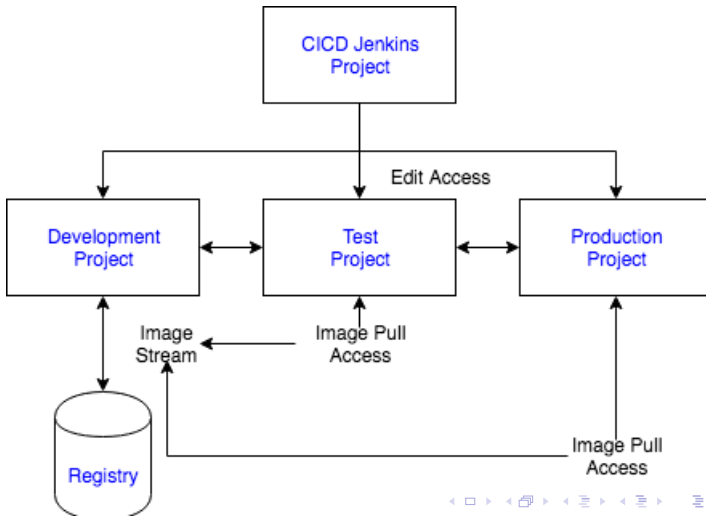 CICD Jenkins
Project
Edit Access
Development
Project
Test
Project
Production
Project
Image
Stream
Image Pull
Access
Registry
Image Pull
Access